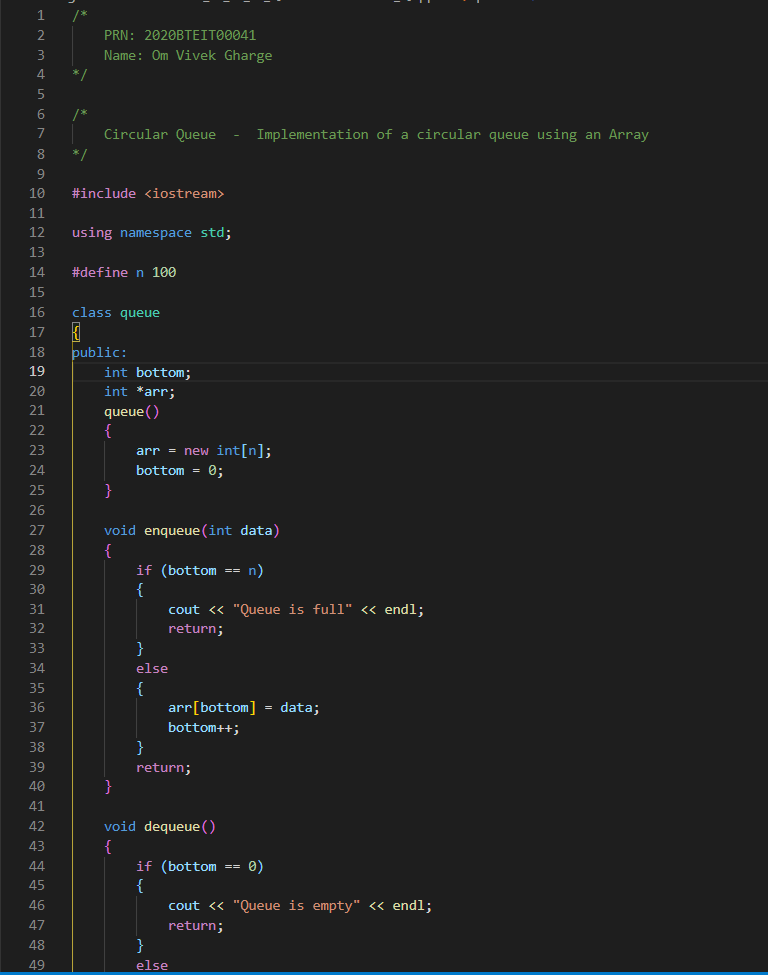 1 /*
2     PRN: 2020BTEIT00041
3     Name: Om Vivek Gharge
4 */
5
6 /*
7     Circular Queue  -  Implementation of a circular queue using an Array
8 */
9
10 #include <iostream>
11
12 using namespace std;
13
14 #define n 100
15
16 class queue
17 {
18 public:
19     int bottom;
20     int *arr;
21     queue()
22     {
23         arr = new int[n];
24         bottom = 0;
25     }
26
27     void enqueue(int data)
28     {
29         if (bottom == n)
30         {
31             cout << "Queue is full" << endl;
32             return;
33         }
34         else
35         {
36             arr[bottom] = data;
37             bottom++;
38         }
39         return;
40     }
41
42     void dequeue()
43     {
44         if (bottom == 0)
45         {
46             cout << "Queue is empty" << endl;
47             return;
48         }
49         else